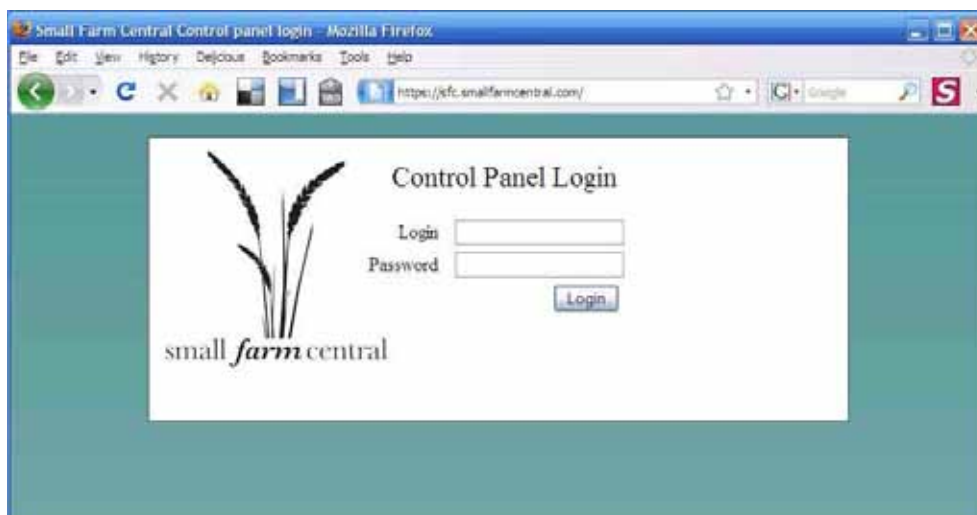 Small Farm Central Control panel login - Mozilla Firefox
File Edit View History Delicious Bookmarks Tools Help
https://sfc.smallfarmcentral.com/
G Google
S
Control Panel Login
Login
Password
Login
small farm central